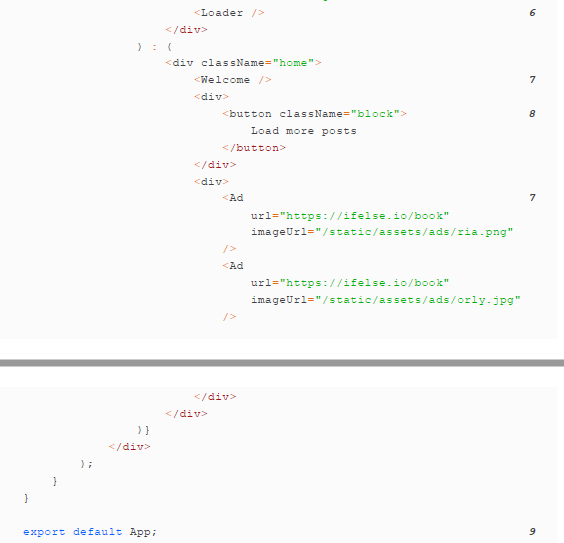 <Loader /> 6
</div>
) : (
<div className="home">
<Welcome /> 7
<div>
<button className="block"> 8
Load more posts
</button>
</div>
<div>
<Ad 7
url="https://ifelse.io/book"
imageUrl="/static/assets/ads/ria.png"
/>
<Ad
url="https://ifelse.io/book"
imageUrl="/static/assets/ads/orly.jpg"
/>
</div>
</div>
)}
</div>
);
}
}
export default App; 9